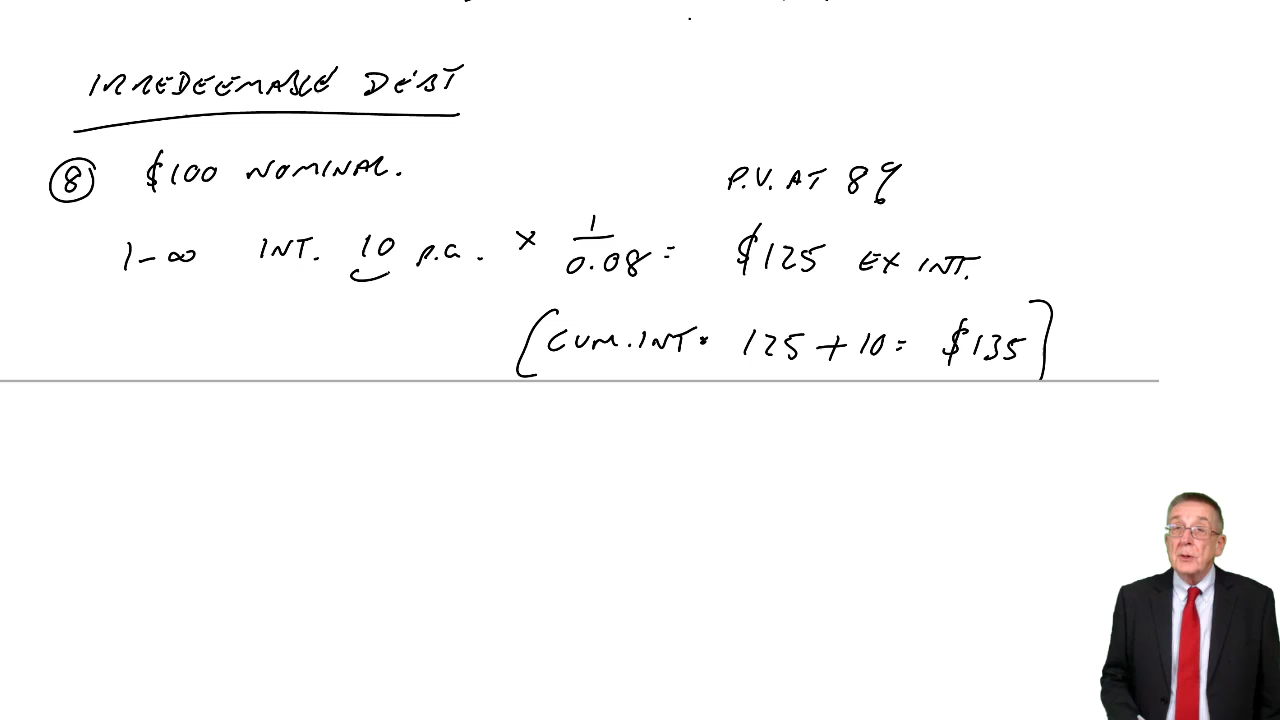 IRREDEEMABLE DEBT
⑧ $100 NOMINAL. P.V. AT 8%
1-∞ INT. 10 p.a. × 1/0.08 = $125 EX INT.
[CUM. INT. 125 + 10 = $135]